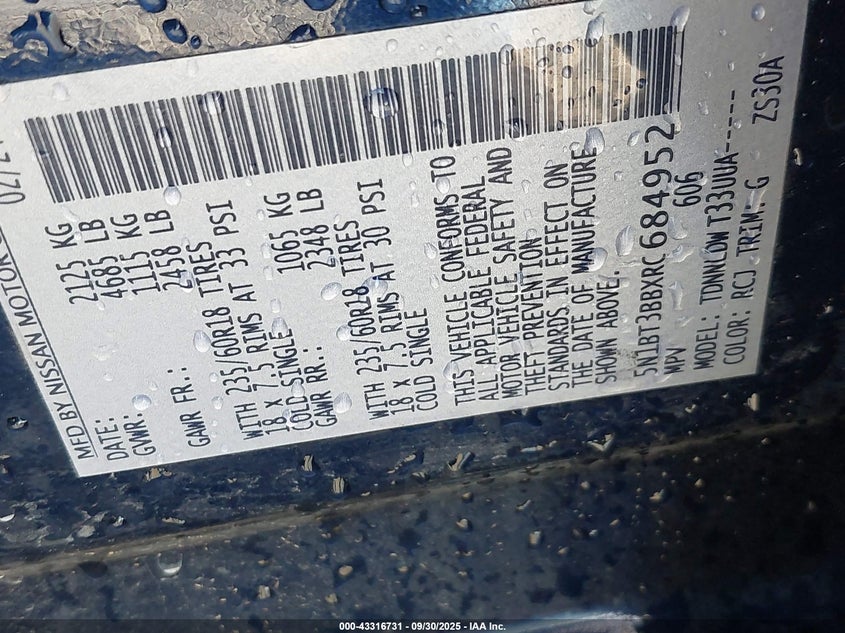 MFD BY NISSAN MOTOR
DATE: 02/2
GVWR: 2125 KG
4685 LB
GAWR FR.: 1115 KG
2458 LB
WITH 235/60R18 TIRES
18 X 7.5 RIMS AT 33 PSI
COLD SINGLE
GAWR RR.: 1065 KG
2348 LB
WITH 235/60R18 TIRES
18 X 7.5 RIMS AT 30 PSI
COLD SINGLE
THIS VEHICLE CONFORMS TO
ALL APPLICABLE FEDERAL
MOTOR VEHICLE SAFETY AND
THEFT PREVENTION
STANDARDS IN EFFECT ON
THE DATE OF MANUFACTURE
SHOWN ABOVE.
5N1BT3BBXRC684952
MPV 606
MODEL: TDNNLDWT33UUA------
COLOR: RCJ TRIM: G ZS30A
000-43316731 - 09/30/2025 - IAA Inc.